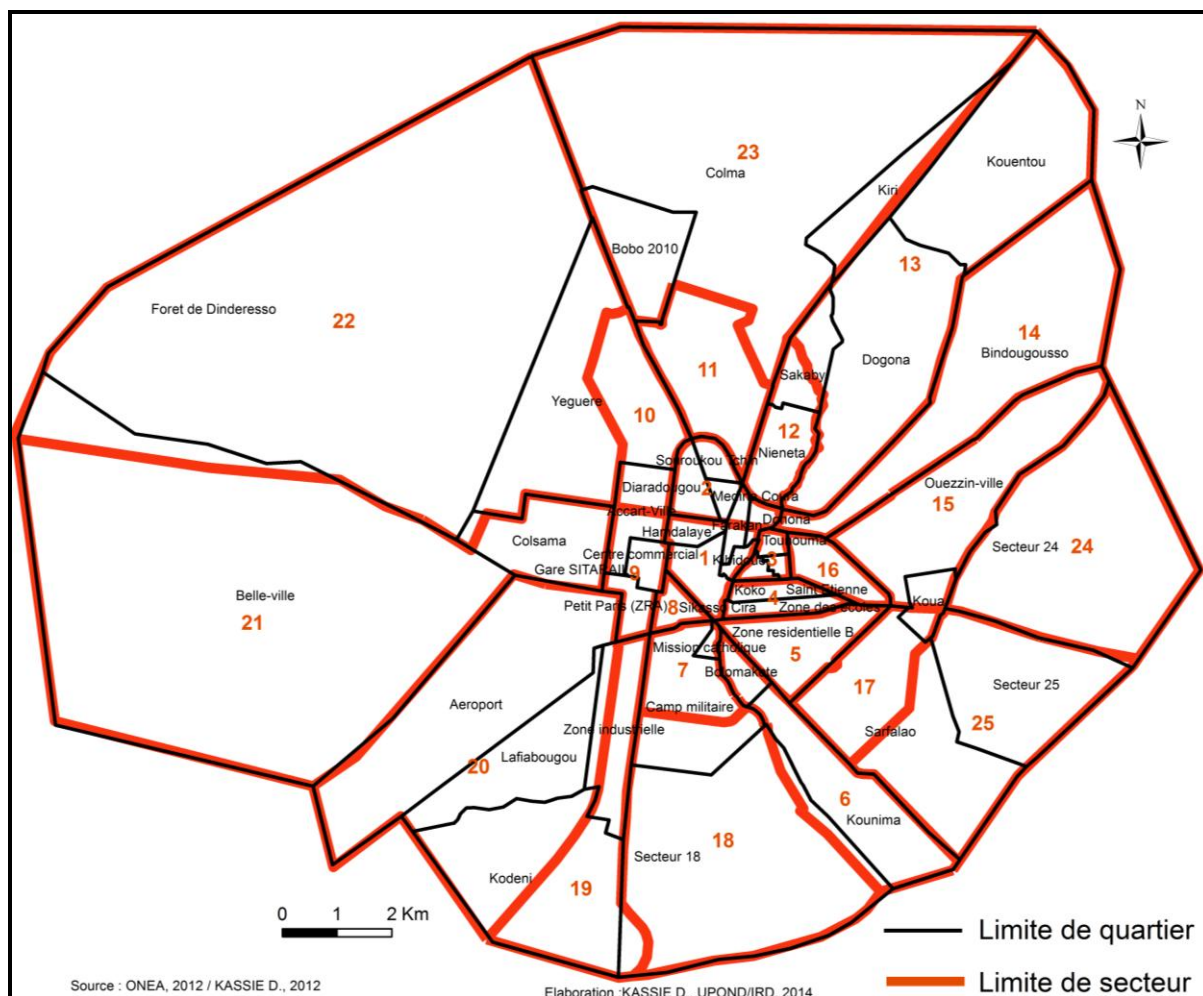 N
23
Colma
Kouentou
Kiri
Bobo 2010
13
Foret de Dinderesso
22
14
Bindougousso
Dogona
11
Sakaby
Yeguere
10
12
Nieneta
Souroukou Tchin
Diaradougou
2
Medina Coura
Ouezzin-ville
15
Accart-Ville
Farakan
Donona
Hamdalaye
Tounouma
Colsama
Centre commercial
1
Kibidoue
3
16
Secteur 24
24
Gare SITARAIL
9
Koko
Saint Etienne
4
Belle-ville
21
Petit Paris (ZRA)
8
Sikasso Cira
Zone des ecoles
Koua
Zone residentielle B
Mission catholique
5
7
Bolomakote
17
Secteur 25
25
Aeroport
Camp militaire
Zone industrielle
Sarfalao
Lafiabougou
20
6
Kounima
18
Secteur 18
Kodeni
19
0 1 2 Km
Limite de quartier
Limite de secteur
Source : ONEA, 2012 / KASSIE D., 2012
Elaboration :KASSIE D., UPOND/IRD, 2014